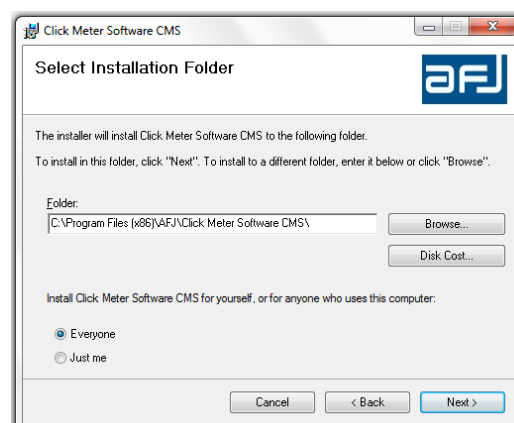 Click Meter Software CMS
Select Installation Folder
afj
The installer will install Click Meter Software CMS to the following folder.
To install in this folder, click "Next". To install to a different folder, enter it below or click "Browse".
Folder:
C:\Program Files (x86)\AFJ\Click Meter Software CMS\
Browse...
Disk Cost...
Install Click Meter Software CMS for yourself, or for anyone who uses this computer:
Everyone
Just me
Cancel
< Back
Next >